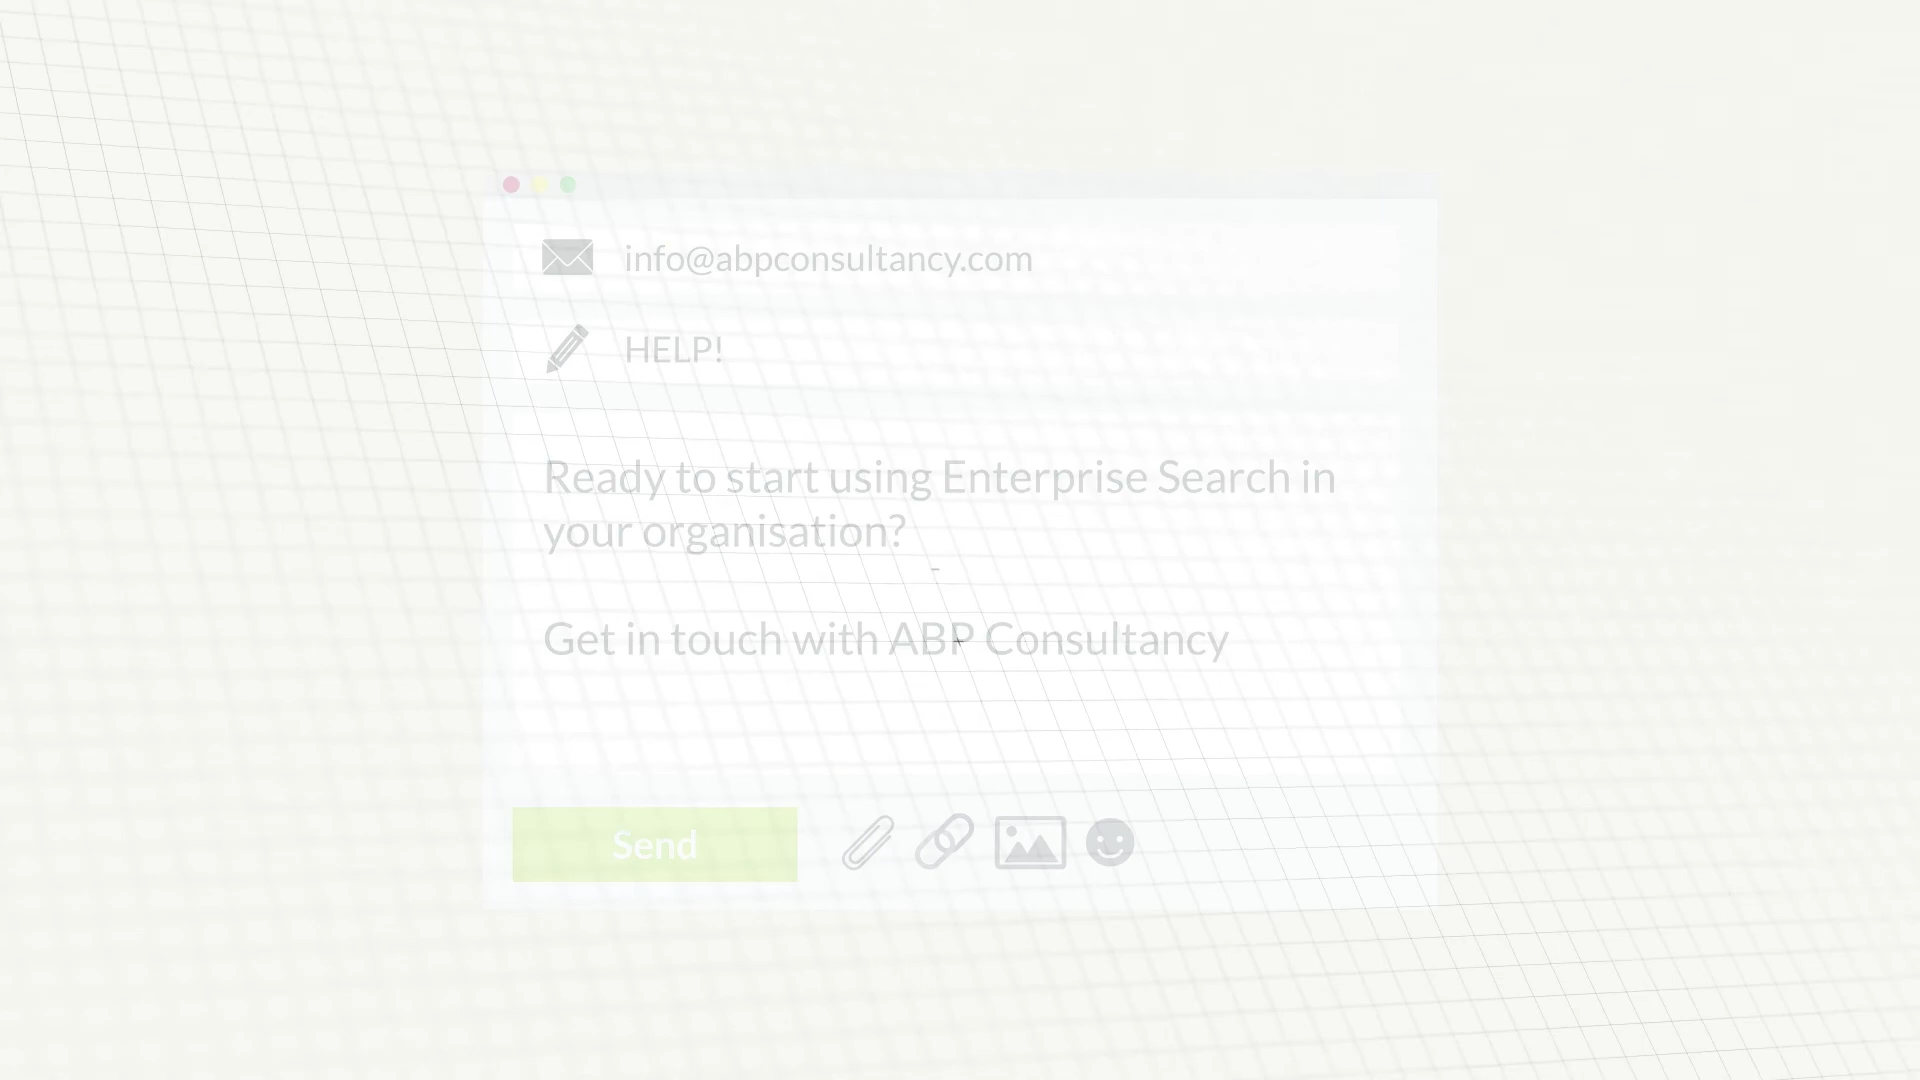 info@abpconsultancy.com
HELP!
Ready to start using Enterprise Search in
your organisation?
Get in touch with ABP Consultancy
Send